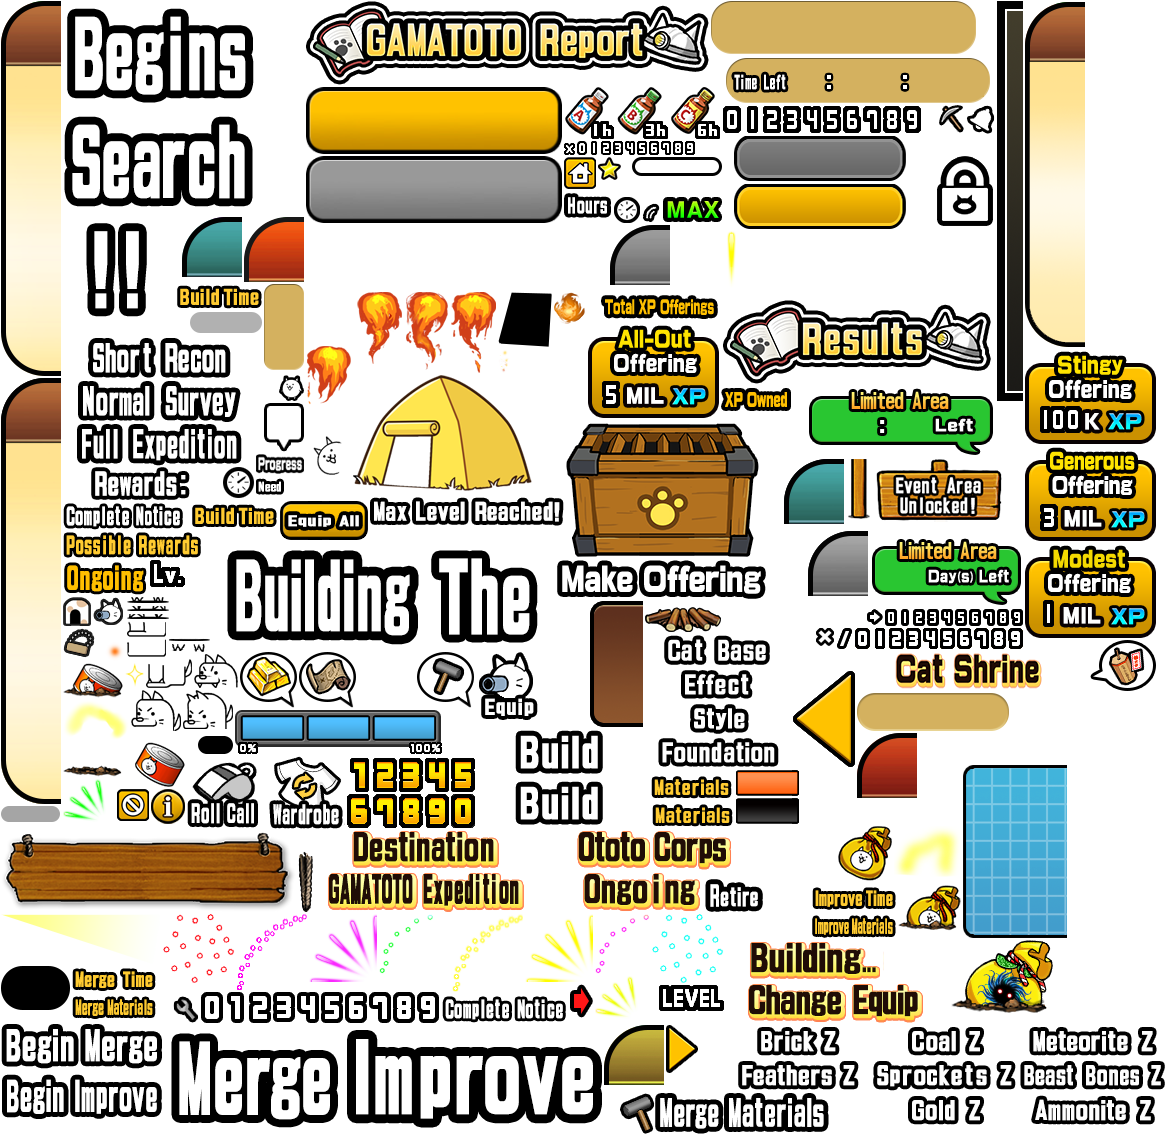 Begins
Search
!!
GAMATOTO Report
Time Left : :
A 1h B 3h C 6h
0123456789
x0123456789
Hours
MAX
Build Time
Total XP Offerings
All-Out
Offering
5 MIL XP
Results
XP Owned
Limited Area
: Left
Stingy
Offering
100K XP
Short Recon
Normal Survey
Full Expedition
Rewards:
Progress
Need
Complete Notice
Build Time
Equip All
Max Level Reached!
Possible Rewards
Ongoing Lv.
Event Area
Unlocked!
Generous
Offering
3 MIL XP
Limited Area
Day(s) Left
Modest
Offering
1 MIL XP
Building The
Make Offering
→0123456789
x/0123456789
Cat Shrine
Cat Base
Effect
Style
Foundation
Materials
Materials
Equip
0% 100%
Build
Build
Roll Call
Wardrobe
12345
67890
Destination
GAMATOTO Expedition
Ototo Corps
Ongoing
Retire
Improve Time
Improve Materials
Building...
Change Equip
Merge Time
Merge Materials
0123456789
Complete Notice
LEVEL
Begin Merge
Begin Improve
Merge Improve
Merge Materials
Brick Z
Coal Z
Meteorite Z
Feathers Z
Sprockets Z
Beast Bones Z
Gold Z
Ammonite Z